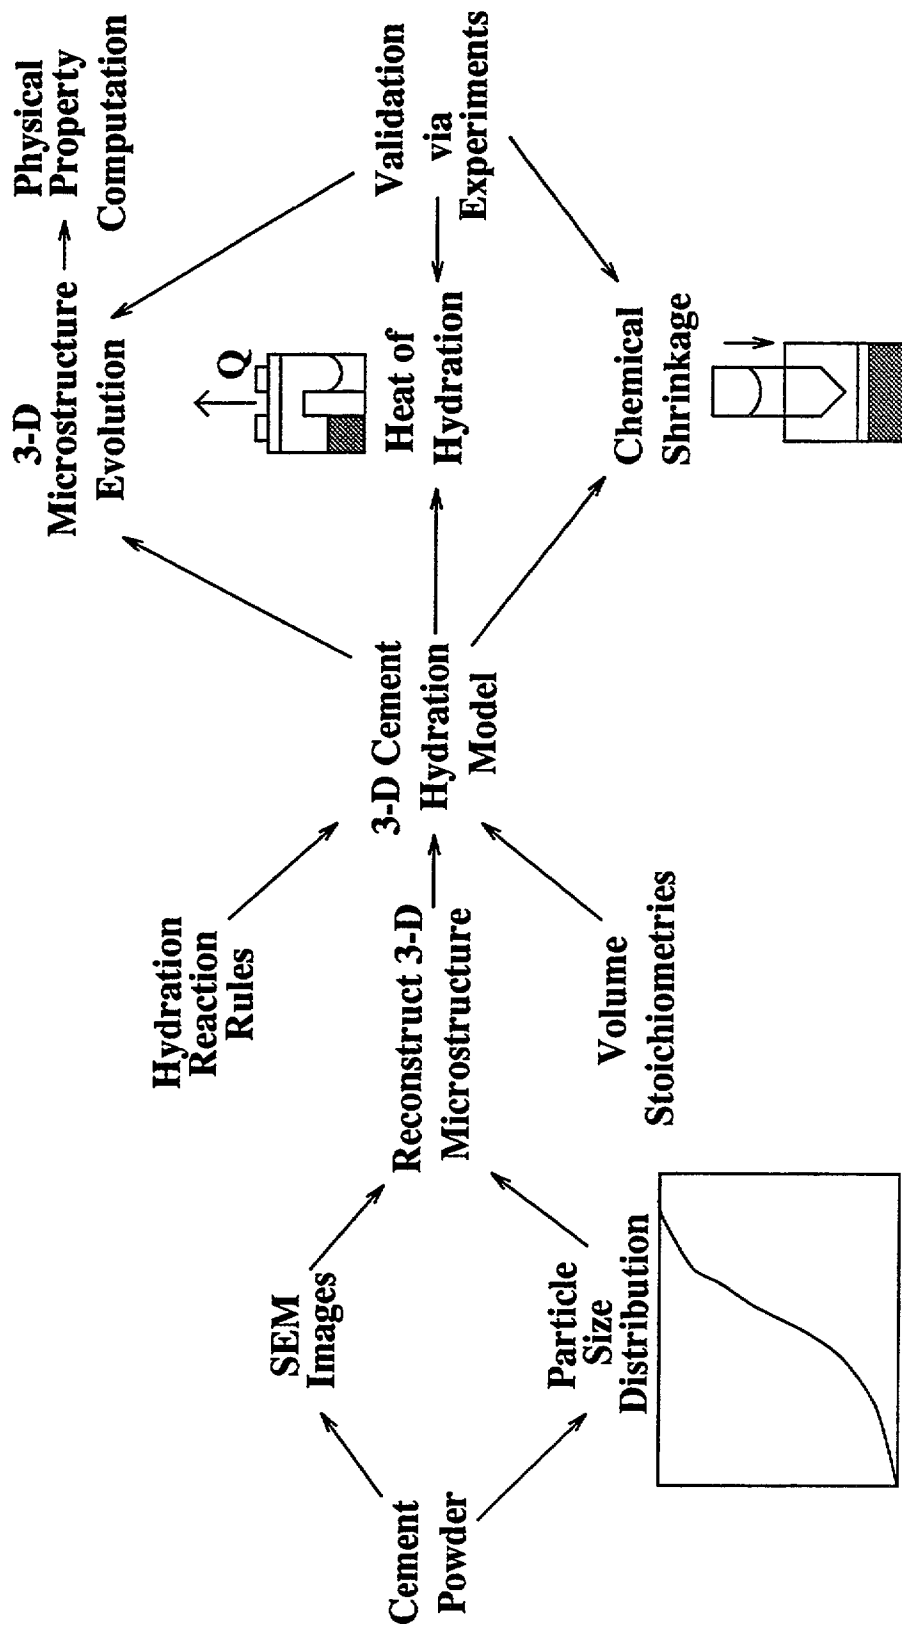 Cement
Powder
SEM
Images
Particle
Size
Distribution
Reconstruct 3-D
Microstructure
Hydration
Reaction
Rules
Volume
Stoichiometries
3-D Cement
Hydration
Model
3-D
Microstructure
Evolution
Q
Heat of
Hydration
Chemical
Shrinkage
Physical
Property
Computation
Validation
via
Experiments